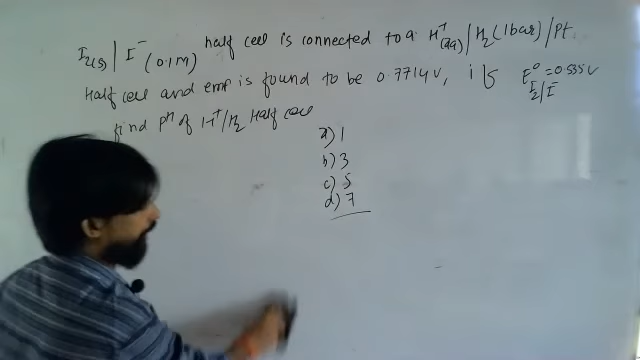 I₂(s) | I⁻ (0.1M) half cell is connected to a H⁺(aq)/H₂(1bar)/Pt
half cell and emf is found to be 0.7714V, if E°I₂/I⁻ = 0.535V
find pH of H⁺/H₂ Half cell
a) 1
b) 3
c) 5
d) 7